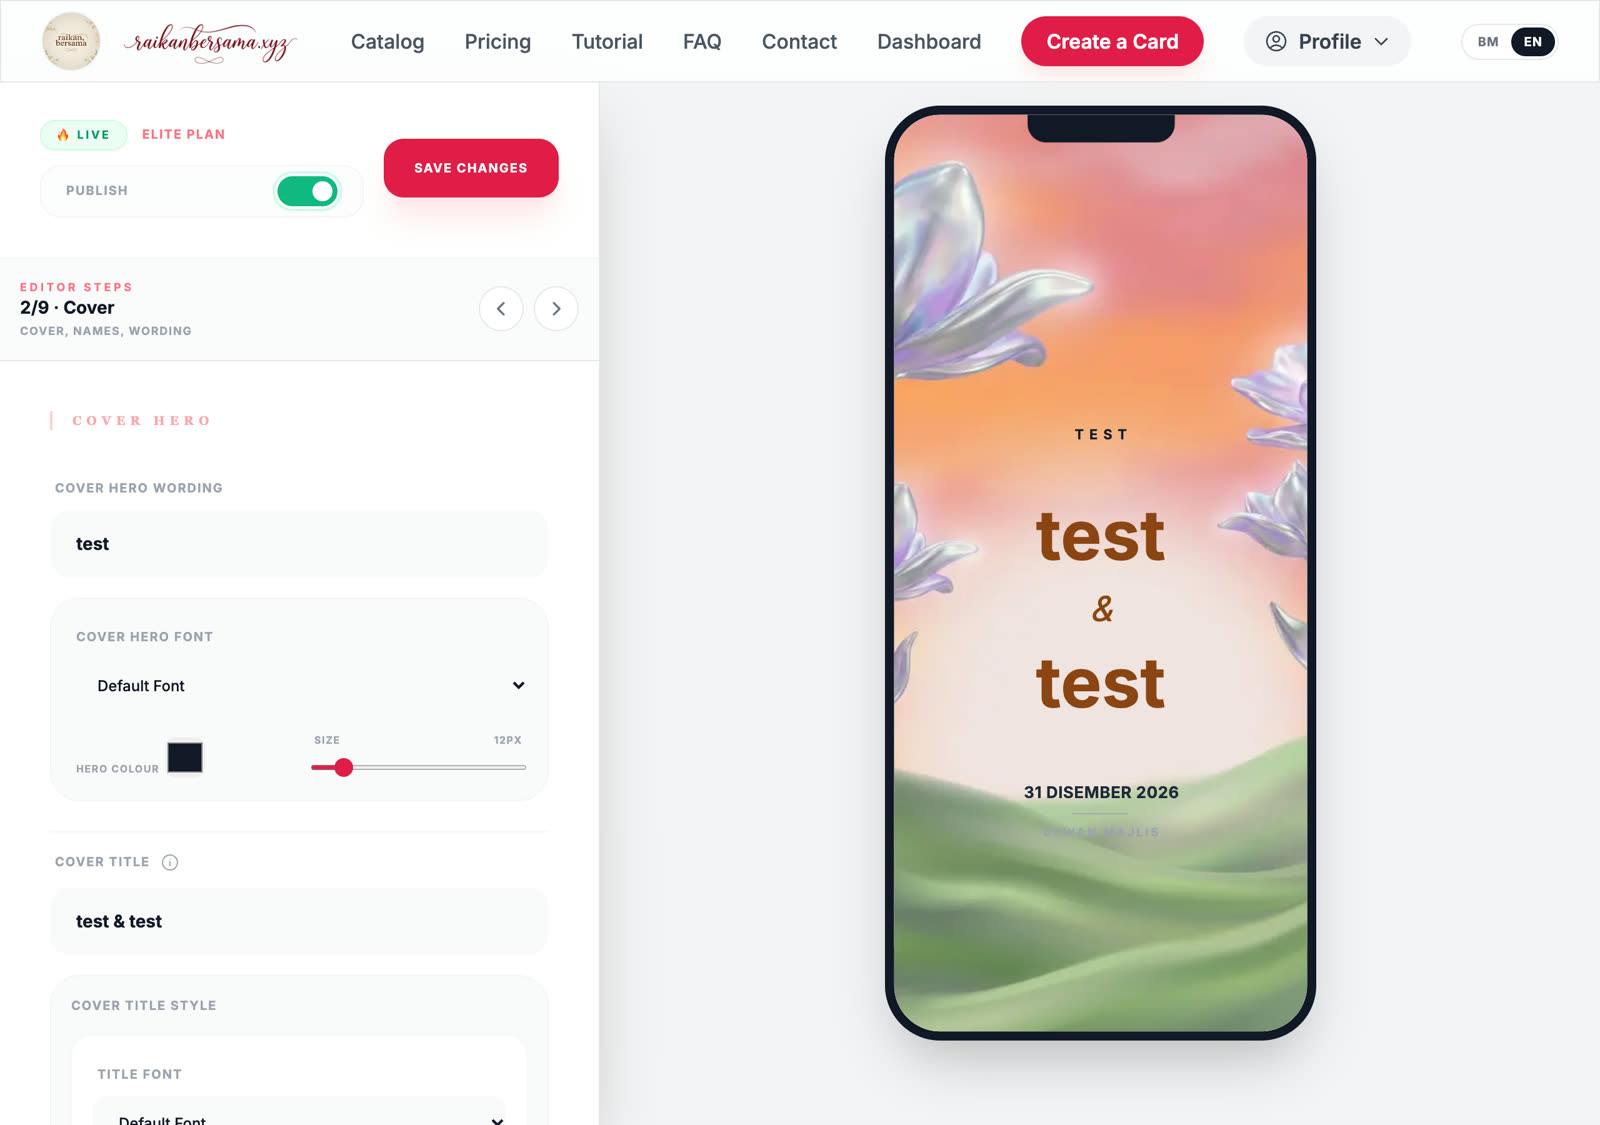 raikan bersama
raikanbersama.xyz
Catalog
Pricing
Tutorial
FAQ
Contact
Dashboard
Create a Card
Profile
BM
EN
LIVE
ELITE PLAN
PUBLISH
SAVE CHANGES
EDITOR STEPS
2/9 · Cover
COVER, NAMES, WORDING
COVER HERO
COVER HERO WORDING
test
COVER HERO FONT
Default Font
HERO COLOUR
SIZE
12PX
COVER TITLE
test & test
COVER TITLE STYLE
TITLE FONT
Default Font
TEST
test
&
test
31 DISEMBER 2026
DEWAN MAJLIS